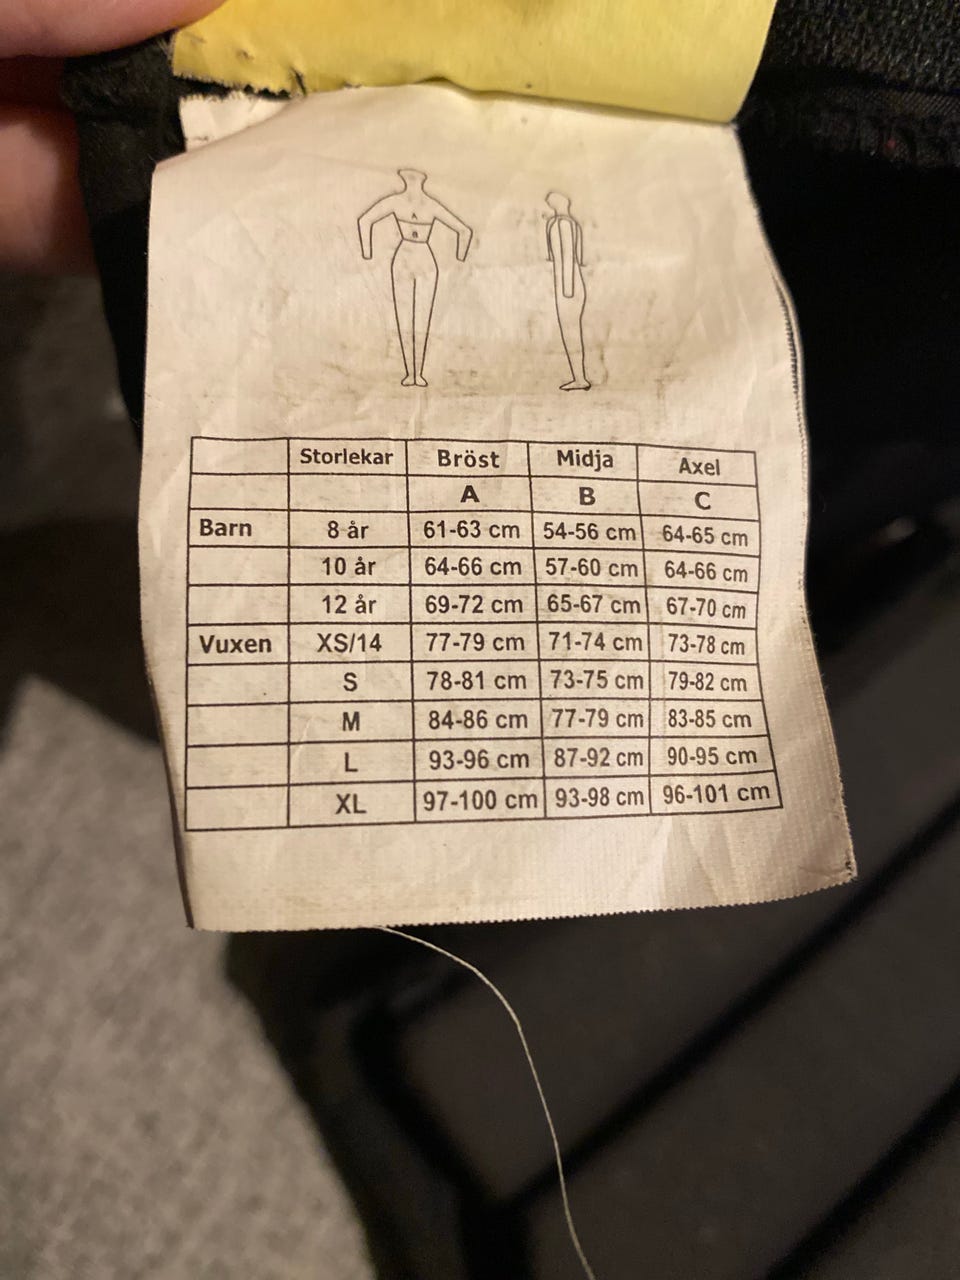 A
B
Storlekar Bröst Midja Axel
A B C
Barn 8 år 61-63 cm 54-56 cm 64-65 cm
10 år 64-66 cm 57-60 cm 64-66 cm
12 år 69-72 cm 65-67 cm 67-70 cm
Vuxen XS/14 77-79 cm 71-74 cm 73-78 cm
S 78-81 cm 73-75 cm 79-82 cm
M 84-86 cm 77-79 cm 83-85 cm
L 93-96 cm 87-92 cm 90-95 cm
XL 97-100 cm 93-98 cm 96-101 cm